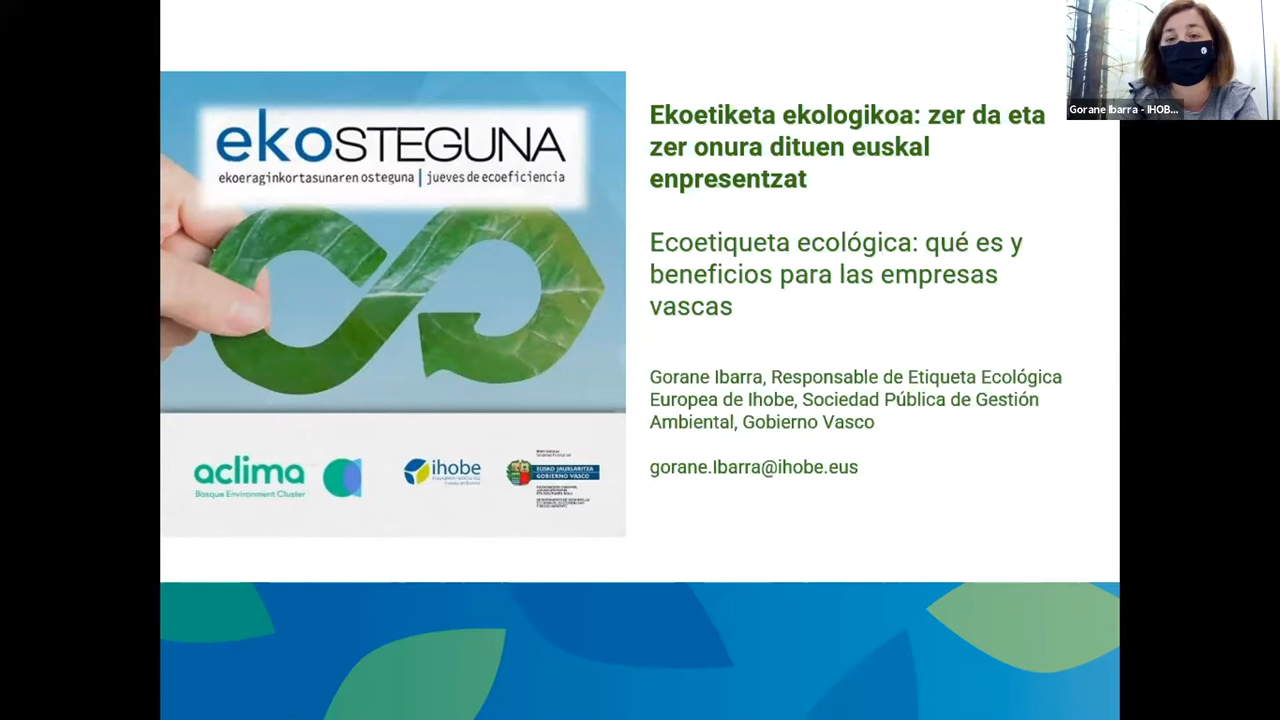 ekOSTEGUNA
ekoeraginkortasunaren osteguna | jueves de ecoeficiencia
Ekoetiketa ekologikoa: zer da eta
zer onura dituen euskal
enpresentzat
Ecoetiqueta ecológica: qué es y
beneficios para las empresas
vascas
Gorane Ibarra, Responsable de Etiqueta Ecológica
Europea de Ihobe, Sociedad Pública de Gestión
Ambiental, Gobierno Vasco
gorane.Ibarra@ihobe.eus
aclima
Basque Environment Cluster
ihobe
EUSKO JAURLARITZA
GOBIERNO VASCO
Gorane Ibarra - IHOB...